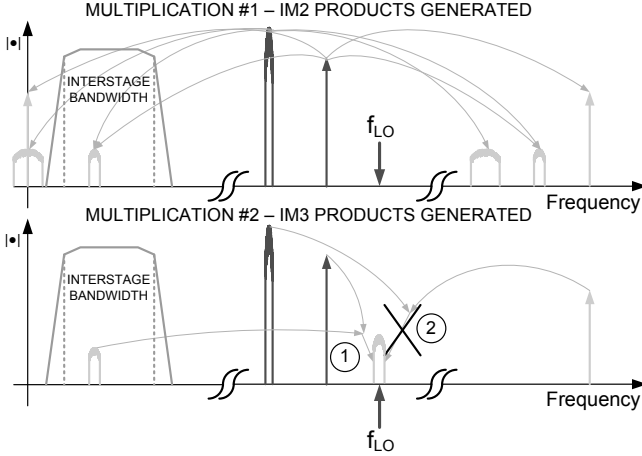 MULTIPLICATION #1 – IM2 PRODUCTS GENERATED
|•|
INTERSTAGE
BANDWIDTH
fLO
Frequency
MULTIPLICATION #2 – IM3 PRODUCTS GENERATED
|•|
INTERSTAGE
BANDWIDTH
1
2
Frequency
fLO